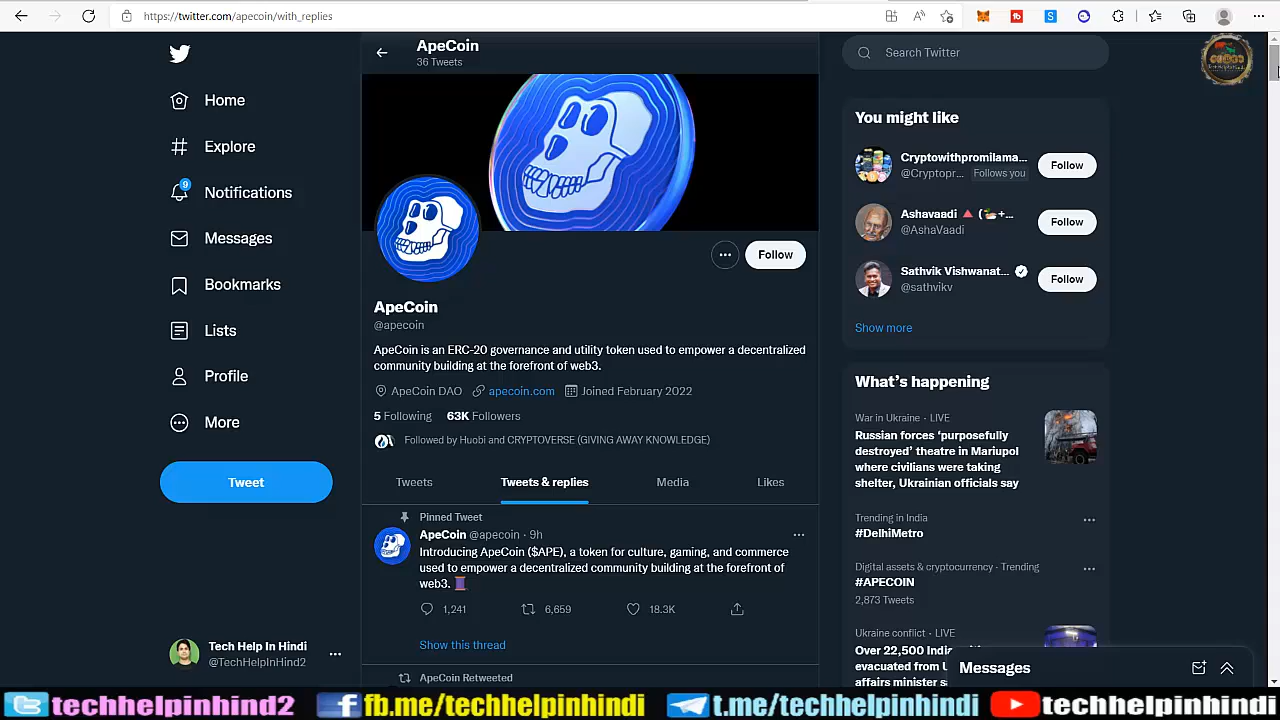 https://twitter.com/apecoin/with_replies
ApeCoin
36 Tweets
Search Twitter
Home
Explore
9
Notifications
Messages
Bookmarks
Lists
Profile
More
Tweet
Tech Help In Hindi
@TechHelpInHind2
Follow
ApeCoin
@apecoin
ApeCoin is an ERC-20 governance and utility token used to empower a decentralized
community building at the forefront of web3.
ApeCoin DAO apecoin.com Joined February 2022
5 Following 63K Followers
Followed by Huobi and CRYPTOVERSE (GIVING AWAY KNOWLEDGE)
Tweets Tweets & replies Media Likes
Pinned Tweet
ApeCoin @apecoin · 9h
Introducing ApeCoin ($APE), a token for culture, gaming, and commerce
used to empower a decentralized community building at the forefront of
web3.
1,241 6,659 18.3K
Show this thread
ApeCoin Retweeted
You might like
Cryptowithpromilama...
@Cryptopr... Follows you
Follow
Ashavaadi (🦆+...
@AshaVaadi
Follow
Sathvik Vishwanat...
@sathvikv
Follow
Show more
What's happening
War in Ukraine · LIVE
Russian forces 'purposefully
destroyed' theatre in Mariupol
where civilians were taking
shelter, Ukrainian officials say
Trending in India
#DelhiMetro
Digital assets & cryptocurrency · Trending
#APECOIN
2,873 Tweets
Ukraine conflict · LIVE
Over 22,500 Indi
evacuated from U
affairs minister s
Messages
techhelpinhind2
fb.me/techhelpinhindi
t.me/techhelpinhindi
techhelpinhindi